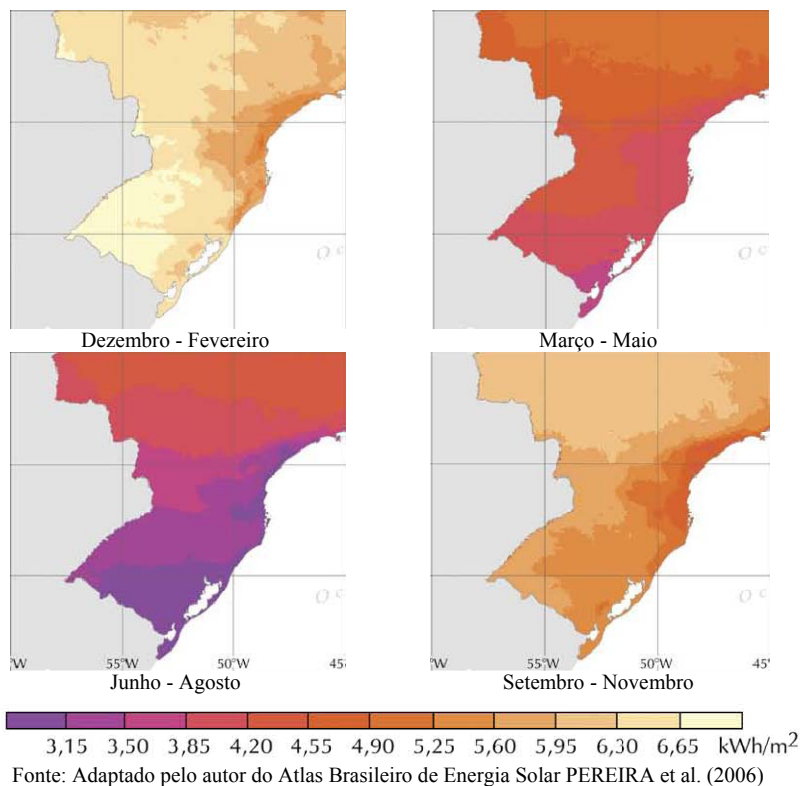 Dezembro - Fevereiro
Março - Maio
O c
O c
55°W 50°W 45
°W 55°W 50°W 45°
Junho - Agosto
Setembro - Novembro
3,15 3,50 3,85 4,20 4,55 4,90 5,25 5,60 5,95 6,30 6,65 kWh/m²
Fonte: Adaptado pelo autor do Atlas Brasileiro de Energia Solar PEREIRA et al. (2006)